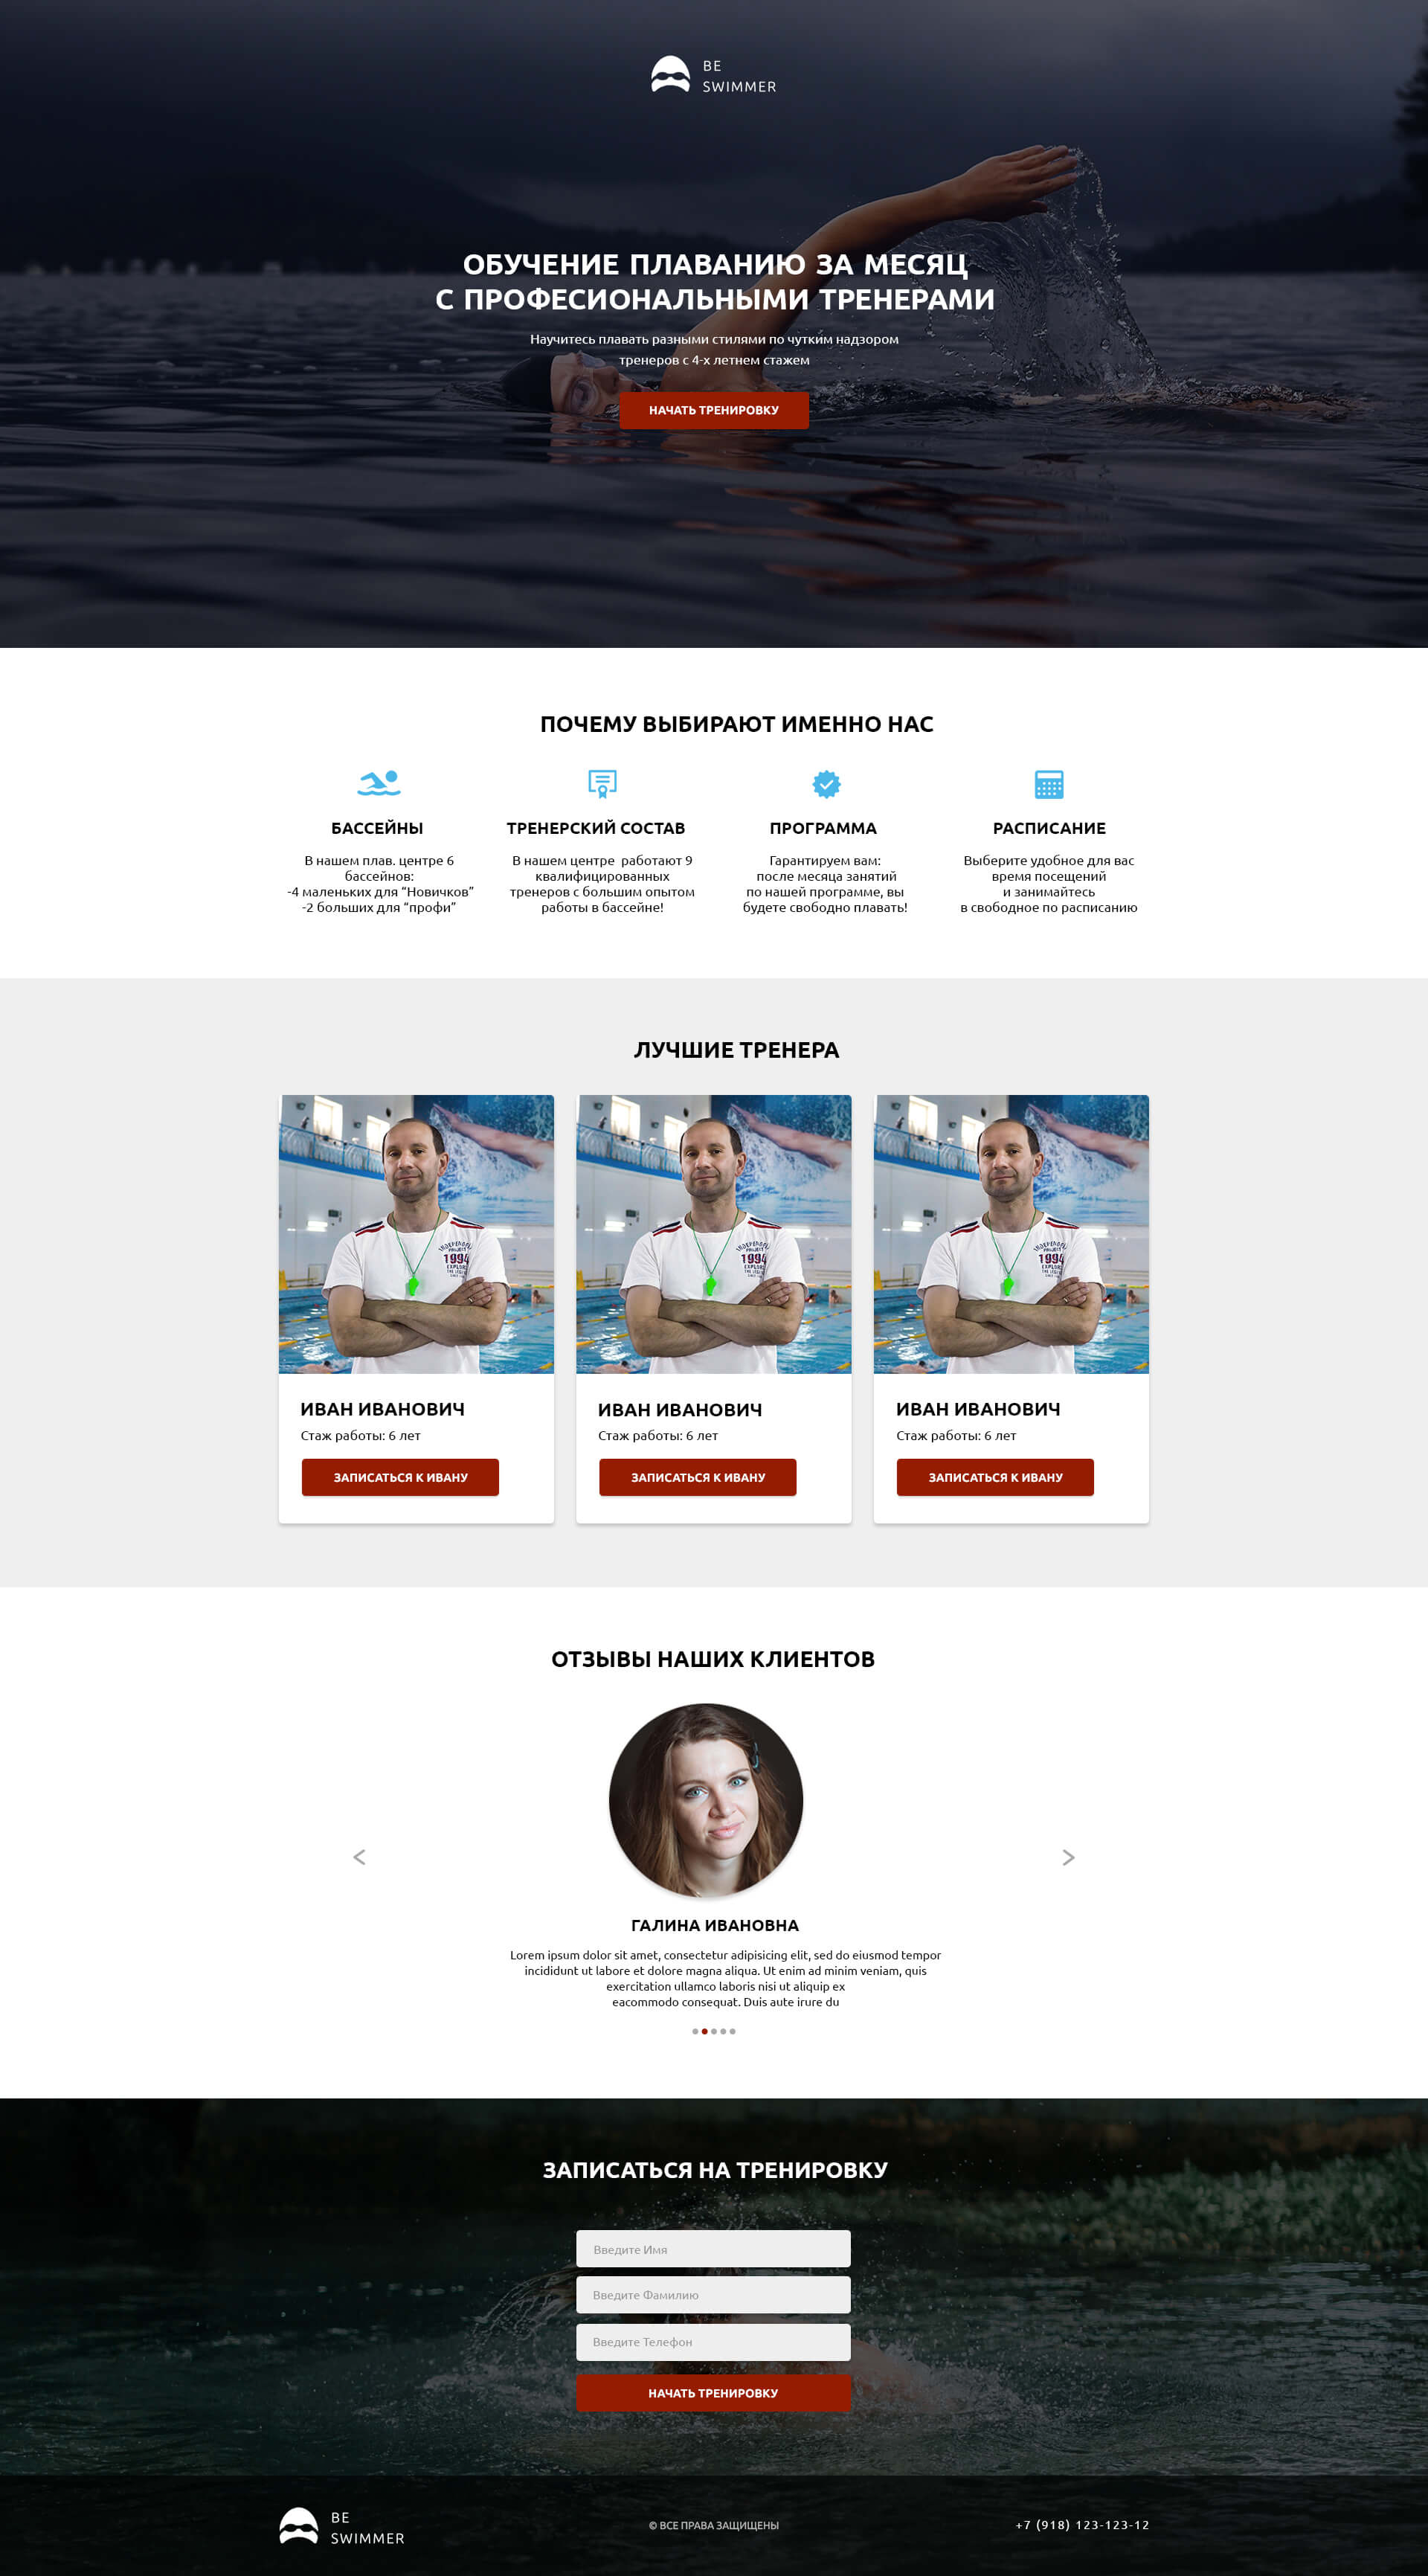 BE
SWIMMER
ОБУЧЕНИЕ ПЛАВАНИЮ ЗА МЕСЯЦ
С ПРОФЕСИОНАЛЬНЫМИ ТРЕНЕРАМИ
Научитесь плавать разными стилями по чутким надзором
тренеров с 4-х летнем стажем
НАЧАТЬ ТРЕНИРОВКУ
ПОЧЕМУ ВЫБИРАЮТ ИМЕННО НАС
БАССЕЙНЫ
В нашем плав. центре 6
бассейнов:
-4 маленьких для “Новичков”
-2 больших для “профи”
ТРЕНЕРСКИЙ СОСТАВ
В нашем центре работают 9
квалифицированных
тренеров с большим опытом
работы в бассейне!
ПРОГРАММА
Гарантируем вам:
после месяца занятий
по нашей программе, вы
будете свободно плавать!
РАСПИСАНИЕ
Выберите удобное для вас
время посещений
и занимайтесь
в свободное по расписанию
ЛУЧШИЕ ТРЕНЕРА
1994
ИВАН ИВАНОВИЧ
Стаж работы: 6 лет
ЗАПИСАТЬСЯ К ИВАНУ
1994
ИВАН ИВАНОВИЧ
Стаж работы: 6 лет
ЗАПИСАТЬСЯ К ИВАНУ
1994
ИВАН ИВАНОВИЧ
Стаж работы: 6 лет
ЗАПИСАТЬСЯ К ИВАНУ
ОТЗЫВЫ НАШИХ КЛИЕНТОВ
ГАЛИНА ИВАНОВНА
Lorem ipsum dolor sit amet, consectetur adipisicing elit, sed do eiusmod tempor
incididunt ut labore et dolore magna aliqua. Ut enim ad minim veniam, quis
exercitation ullamco laboris nisi ut aliquip ex
eacommodo consequat. Duis aute irure du
ЗАПИСАТЬСЯ НА ТРЕНИРОВКУ
Введите Имя
Введите Фамилию
Введите Телефон
НАЧАТЬ ТРЕНИРОВКУ
BE
SWIMMER
© ВСЕ ПРАВА ЗАЩИЩЕНЫ
+7 (918) 123-123-12